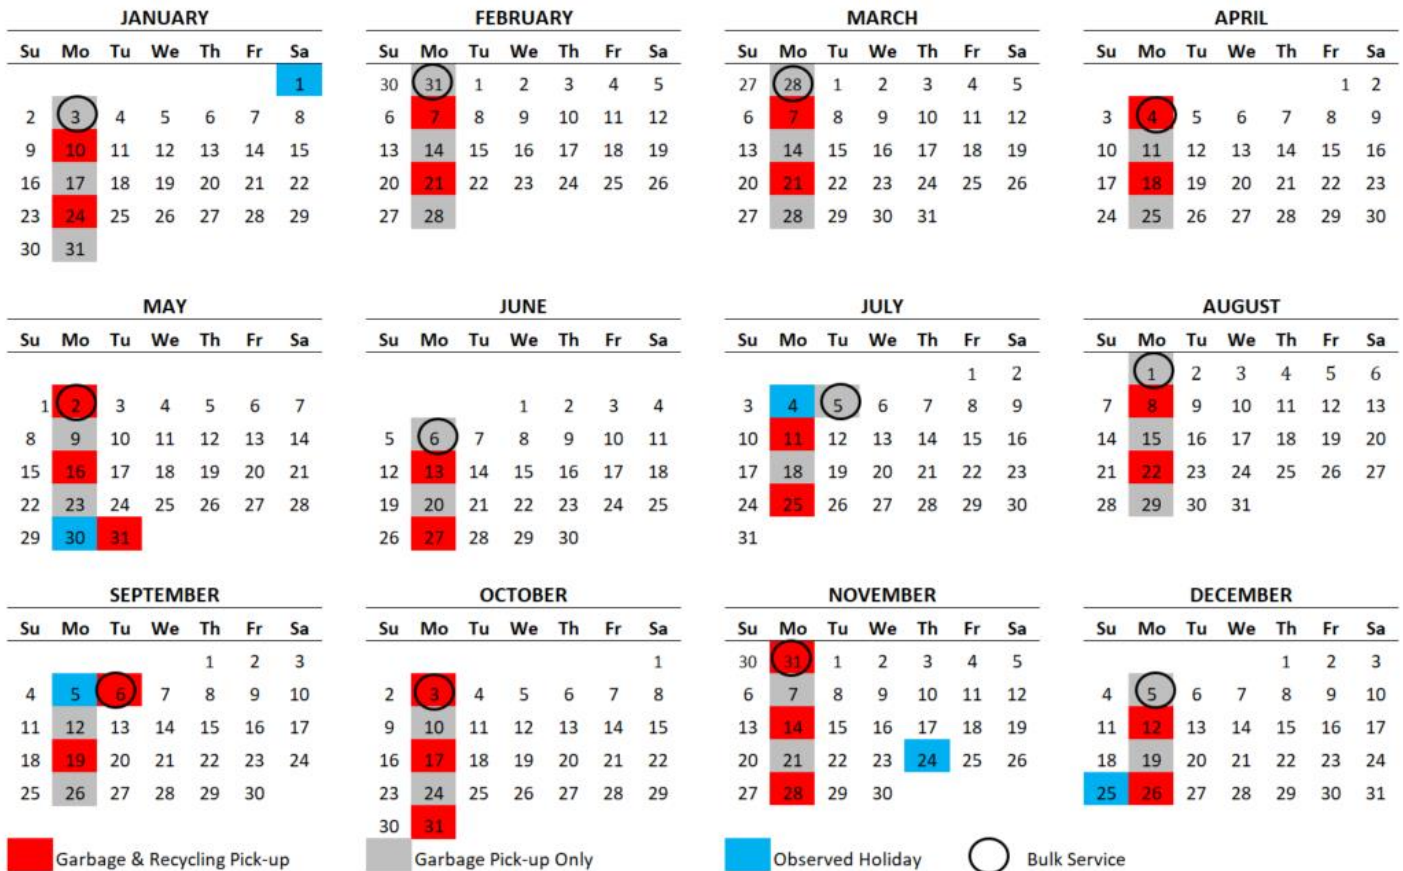 JANUARY FEBRUARY MARCH APRIL
Su Mo Tu We Th Fr Sa Su Mo Tu We Th Fr Sa Su Mo Tu We Th Fr Sa Su Mo Tu We Th Fr Sa
1 30 31 1 2 3 4 5 27 28 1 2 3 4 5 1 2
2 3 4 5 6 7 8 6 7 8 9 10 11 12 6 7 8 9 10 11 12 3 4 5 6 7 8 9
9 10 11 12 13 14 15 13 14 15 16 17 18 19 13 14 15 16 17 18 19 10 11 12 13 14 15 16
16 17 18 19 20 21 22 20 21 22 23 24 25 26 20 21 22 23 24 25 26 17 18 19 20 21 22 23
23 24 25 26 27 28 29 27 28 27 28 29 30 31 24 25 26 27 28 29 30
30 31
MAY JUNE JULY AUGUST
Su Mo Tu We Th Fr Sa Su Mo Tu We Th Fr Sa Su Mo Tu We Th Fr Sa Su Mo Tu We Th Fr Sa
1 2 1 2 3 4 5 6
1 2 3 4 5 6 7 1 2 3 4 3 4 5 6 7 8 9 7 8 9 10 11 12 13
8 9 10 11 12 13 14 5 6 7 8 9 10 11 10 11 12 13 14 15 16 14 15 16 17 18 19 20
15 16 17 18 19 20 21 12 13 14 15 16 17 18 17 18 19 20 21 22 23 21 22 23 24 25 26 27
22 23 24 25 26 27 28 19 20 21 22 23 24 25 24 25 26 27 28 29 30 28 29 30 31
29 30 31 26 27 28 29 30 31
SEPTEMBER OCTOBER NOVEMBER DECEMBER
Su Mo Tu We Th Fr Sa Su Mo Tu We Th Fr Sa Su Mo Tu We Th Fr Sa Su Mo Tu We Th Fr Sa
1 2 3 1 30 31 1 2 3 4 5 1 2 3
4 5 6 7 8 9 10 2 3 4 5 6 7 8 6 7 8 9 10 11 12 4 5 6 7 8 9 10
11 12 13 14 15 16 17 9 10 11 12 13 14 15 13 14 15 16 17 18 19 11 12 13 14 15 16 17
18 19 20 21 22 23 24 16 17 18 19 20 21 22 20 21 22 23 24 25 26 18 19 20 21 22 23 24
25 26 27 28 29 30 23 24 25 26 27 28 29 27 28 29 30 25 26 27 28 29 30 31
30 31
Garbage & Recycling Pick-up Garbage Pick-up Only Observed Holiday Bulk Service